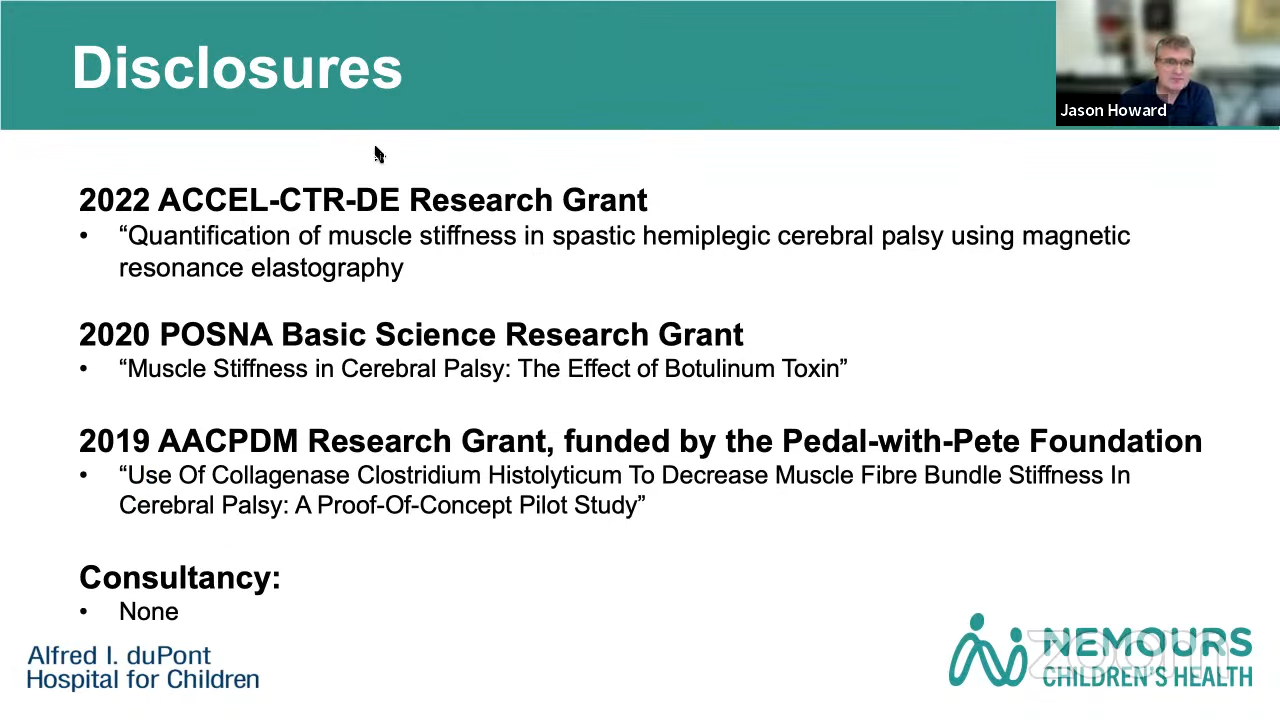 Disclosures
Jason Howard
2022 ACCEL-CTR-DE Research Grant
• “Quantification of muscle stiffness in spastic hemiplegic cerebral palsy using magnetic
resonance elastography
2020 POSNA Basic Science Research Grant
• “Muscle Stiffness in Cerebral Palsy: The Effect of Botulinum Toxin”
2019 AACPDM Research Grant, funded by the Pedal-with-Pete Foundation
• “Use Of Collagenase Clostridium Histolyticum To Decrease Muscle Fibre Bundle Stiffness In
Cerebral Palsy: A Proof-Of-Concept Pilot Study”
Consultancy:
• None
Alfred I. duPont
Hospital for Children
NEMOURS
CHILDREN'S HEALTH
zoom